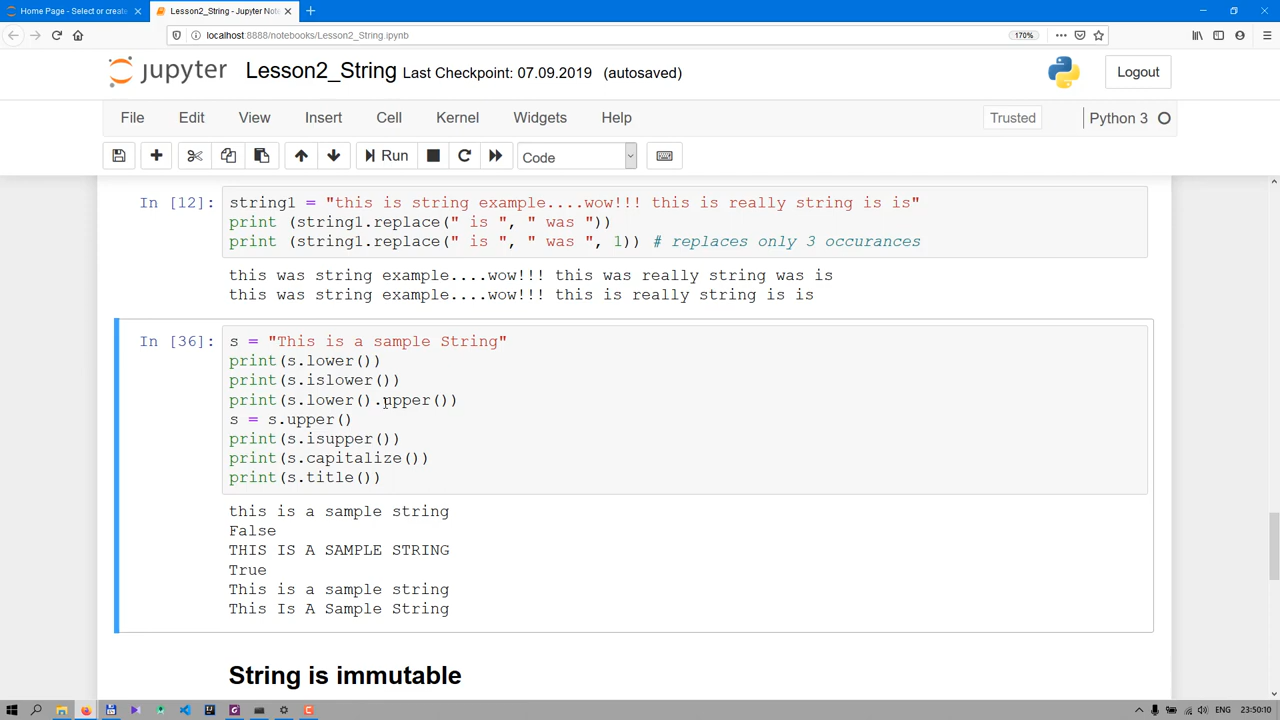 Home Page - Select or create
Lesson2_String - Jupyter Not
localhost:8888/notebooks/Lesson2_String.ipynb
170%
jupyter Lesson2_String Last Checkpoint: 07.09.2019 (autosaved)
Logout
File Edit View Insert Cell Kernel Widgets Help
Trusted
Python 3
Run
Code
In [12]: string1 = "this is string example....wow!!! this is really string is is"
print (string1.replace(" is ", " was "))
print (string1.replace(" is ", " was ", 1)) # replaces only 3 occurances
this was string example....wow!!! this was really string was is
this was string example....wow!!! this is really string is is
In [36]: s = "This is a sample String"
print(s.lower())
print(s.islower())
print(s.lower().upper())
s = s.upper()
print(s.isupper())
print(s.capitalize())
print(s.title())
this is a sample string
False
THIS IS A SAMPLE STRING
True
This is a sample string
This Is A Sample String
String is immutable
ENG 23:50:10